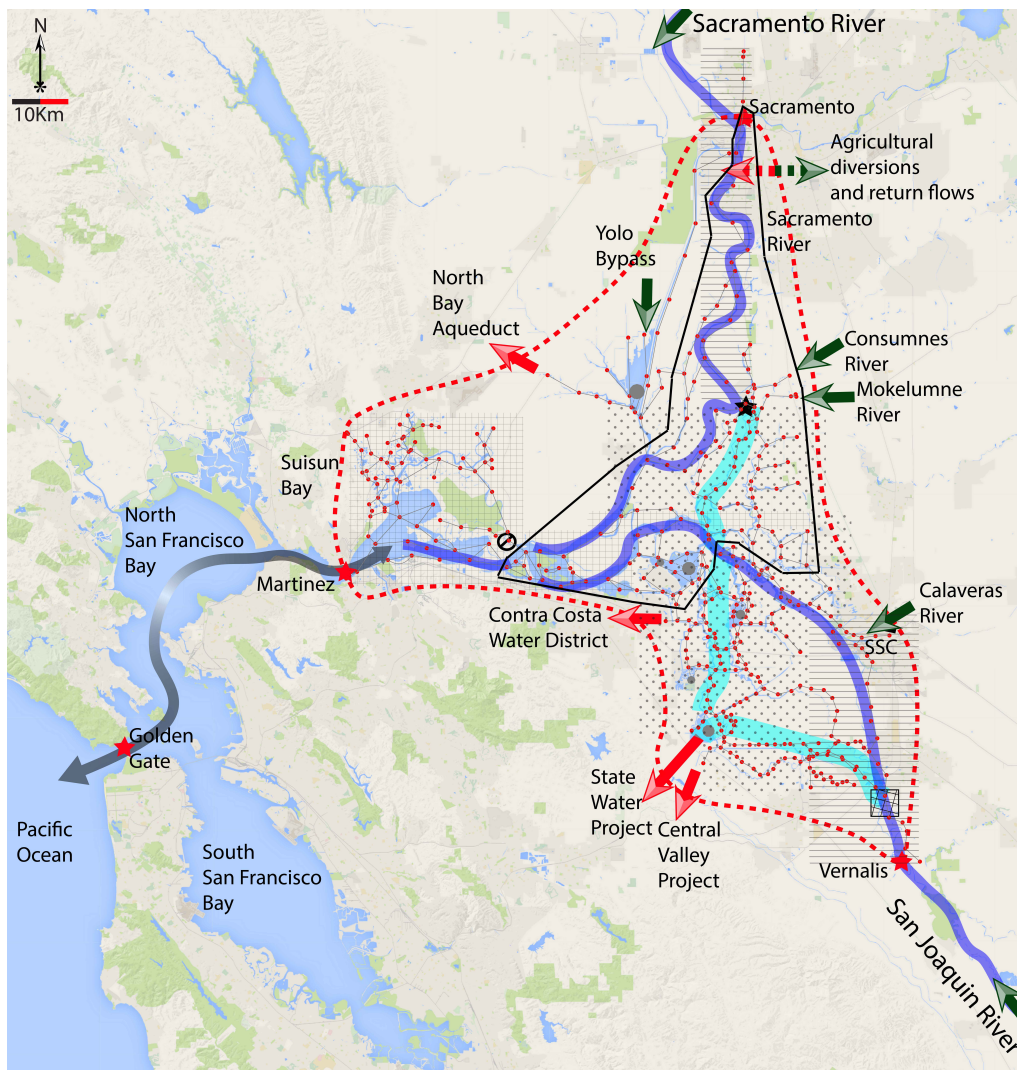 N
10Km
Sacramento River
Sacramento
Agricultural
diversions
and return flows
Sacramento
River
Yolo
Bypass
North
Bay
Aqueduct
Consumnes
River
Mokelumne
River
Suisun
Bay
North
San Francisco
Bay
Martinez
Contra Costa
Water District
Calaveras
River
SSC
Golden
Gate
State
Water
Project
Central
Valley
Project
Pacific
Ocean
South
San Francisco
Bay
Vernalis
San Joaquin River